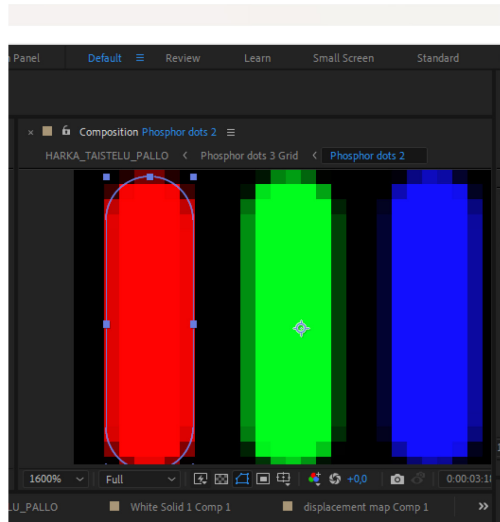 Panel Default Review Learn Small Screen Standard
Composition Phosphor dots 2
HARKA_TAISTELU_PALLO Phosphor dots 3 Grid Phosphor dots 2
1600% Full +0,0 0:00:03:1
LU_PALLO White Solid 1 Comp 1 displacement map Comp 1